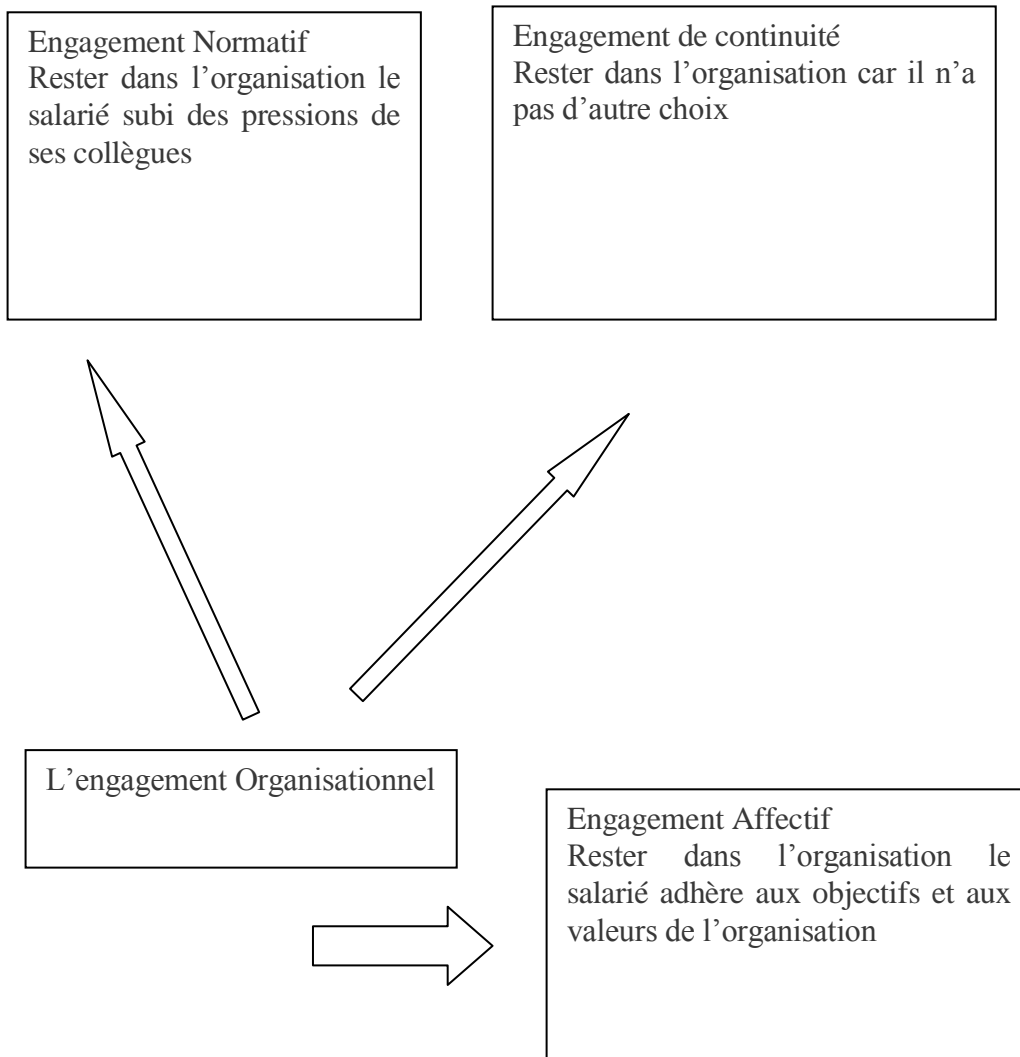 Engagement Normatif
Rester dans l’organisation le
salarié subi des pressions de
ses collègues
Engagement de continuité
Rester dans l’organisation car il n’a
pas d’autre choix
L’engagement Organisationnel
Engagement Affectif
Rester dans l’organisation le
salarié adhère aux objectifs et aux
valeurs de l’organisation